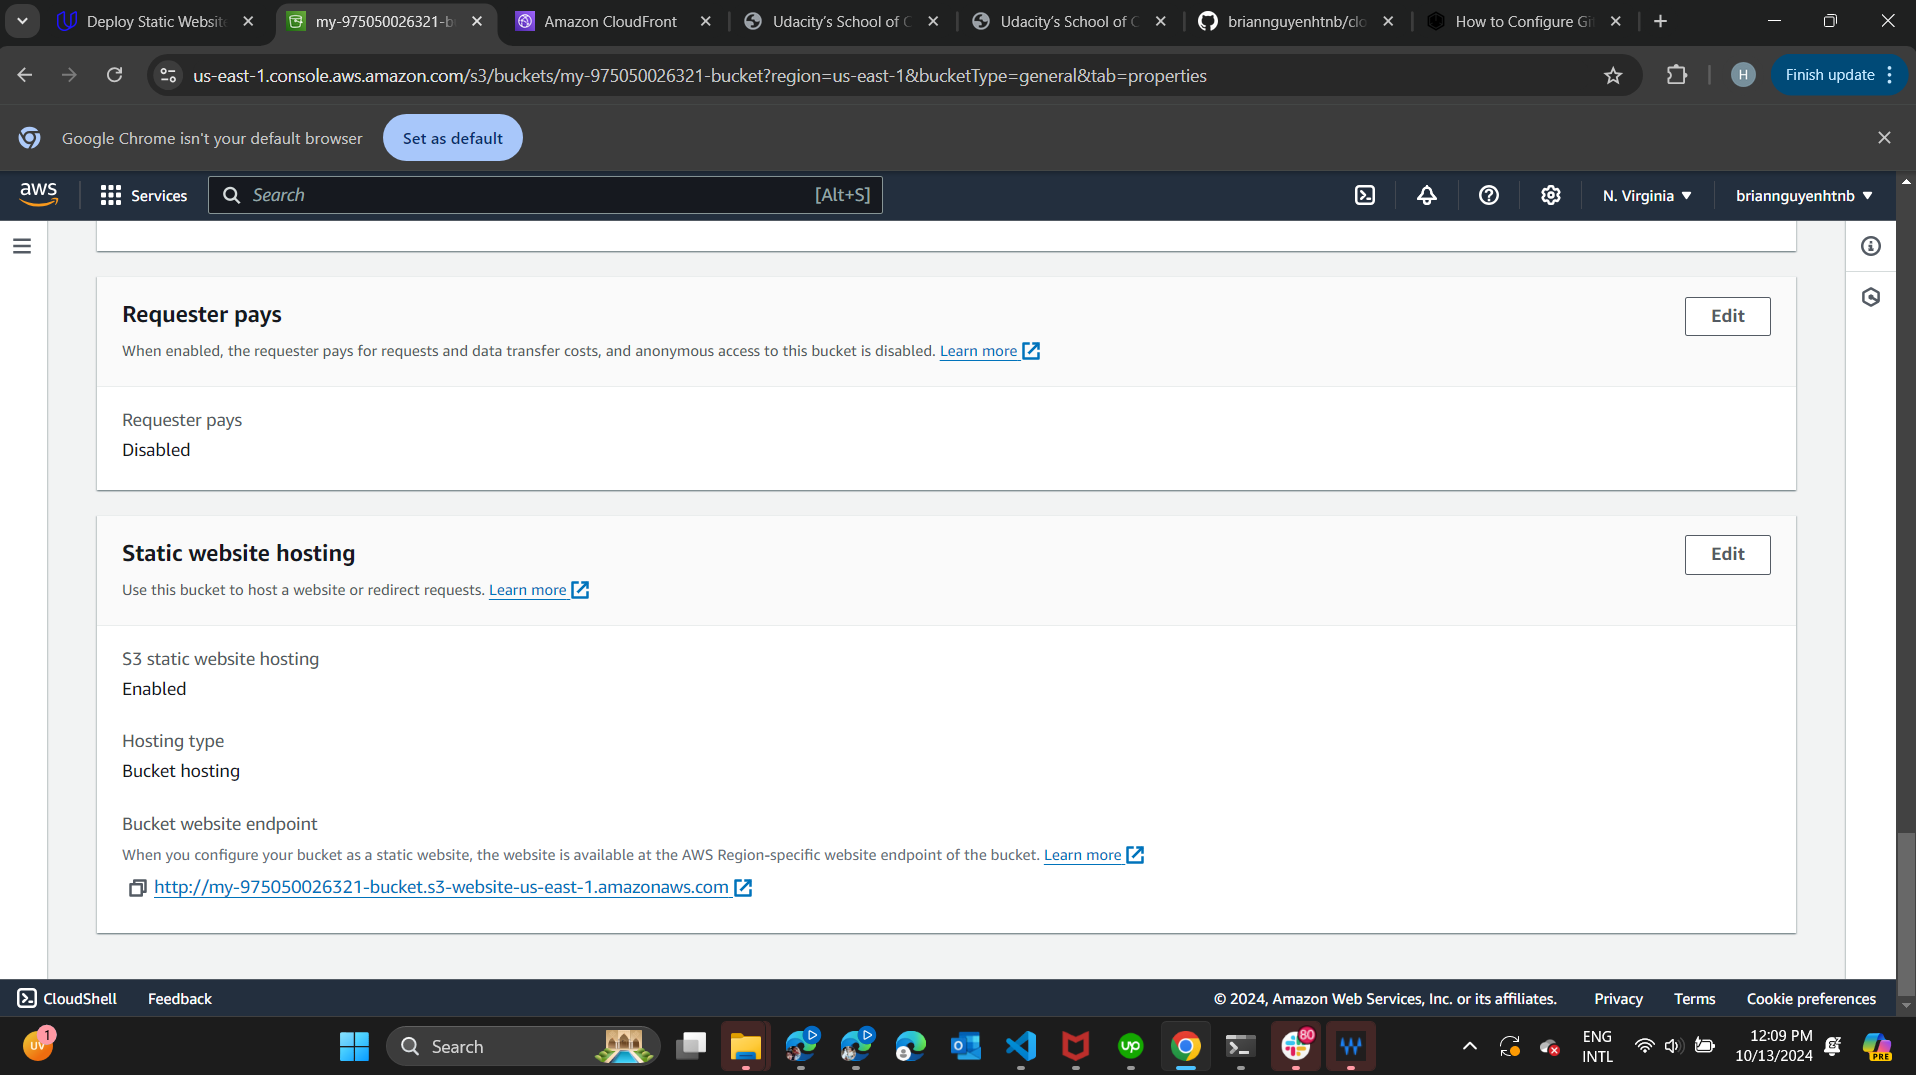 Deploy Static Website
my-975050026321-b
Amazon CloudFront
Udacity's School of C
Udacity's School of C
briannguyenhtnb/clo
How to Configure Git
us-east-1.console.aws.amazon.com/s3/buckets/my-975050026321-bucket?region=us-east-1&bucketType=general&tab=properties
H
Finish update
Google Chrome isn't your default browser
Set as default
aws
Services
Search
[Alt+S]
N. Virginia
briannguyenhtnb
Requester pays
Edit
When enabled, the requester pays for requests and data transfer costs, and anonymous access to this bucket is disabled. Learn more
Requester pays
Disabled
Static website hosting
Edit
Use this bucket to host a website or redirect requests. Learn more
S3 static website hosting
Enabled
Hosting type
Bucket hosting
Bucket website endpoint
When you configure your bucket as a static website, the website is available at the AWS Region-specific website endpoint of the bucket. Learn more
http://my-975050026321-bucket.s3-website-us-east-1.amazonaws.com
CloudShell
Feedback
© 2024, Amazon Web Services, Inc. or its affiliates.
Privacy
Terms
Cookie preferences
UV
1
Search
up
80
ENG
INTL
12:09 PM
10/13/2024
PRE